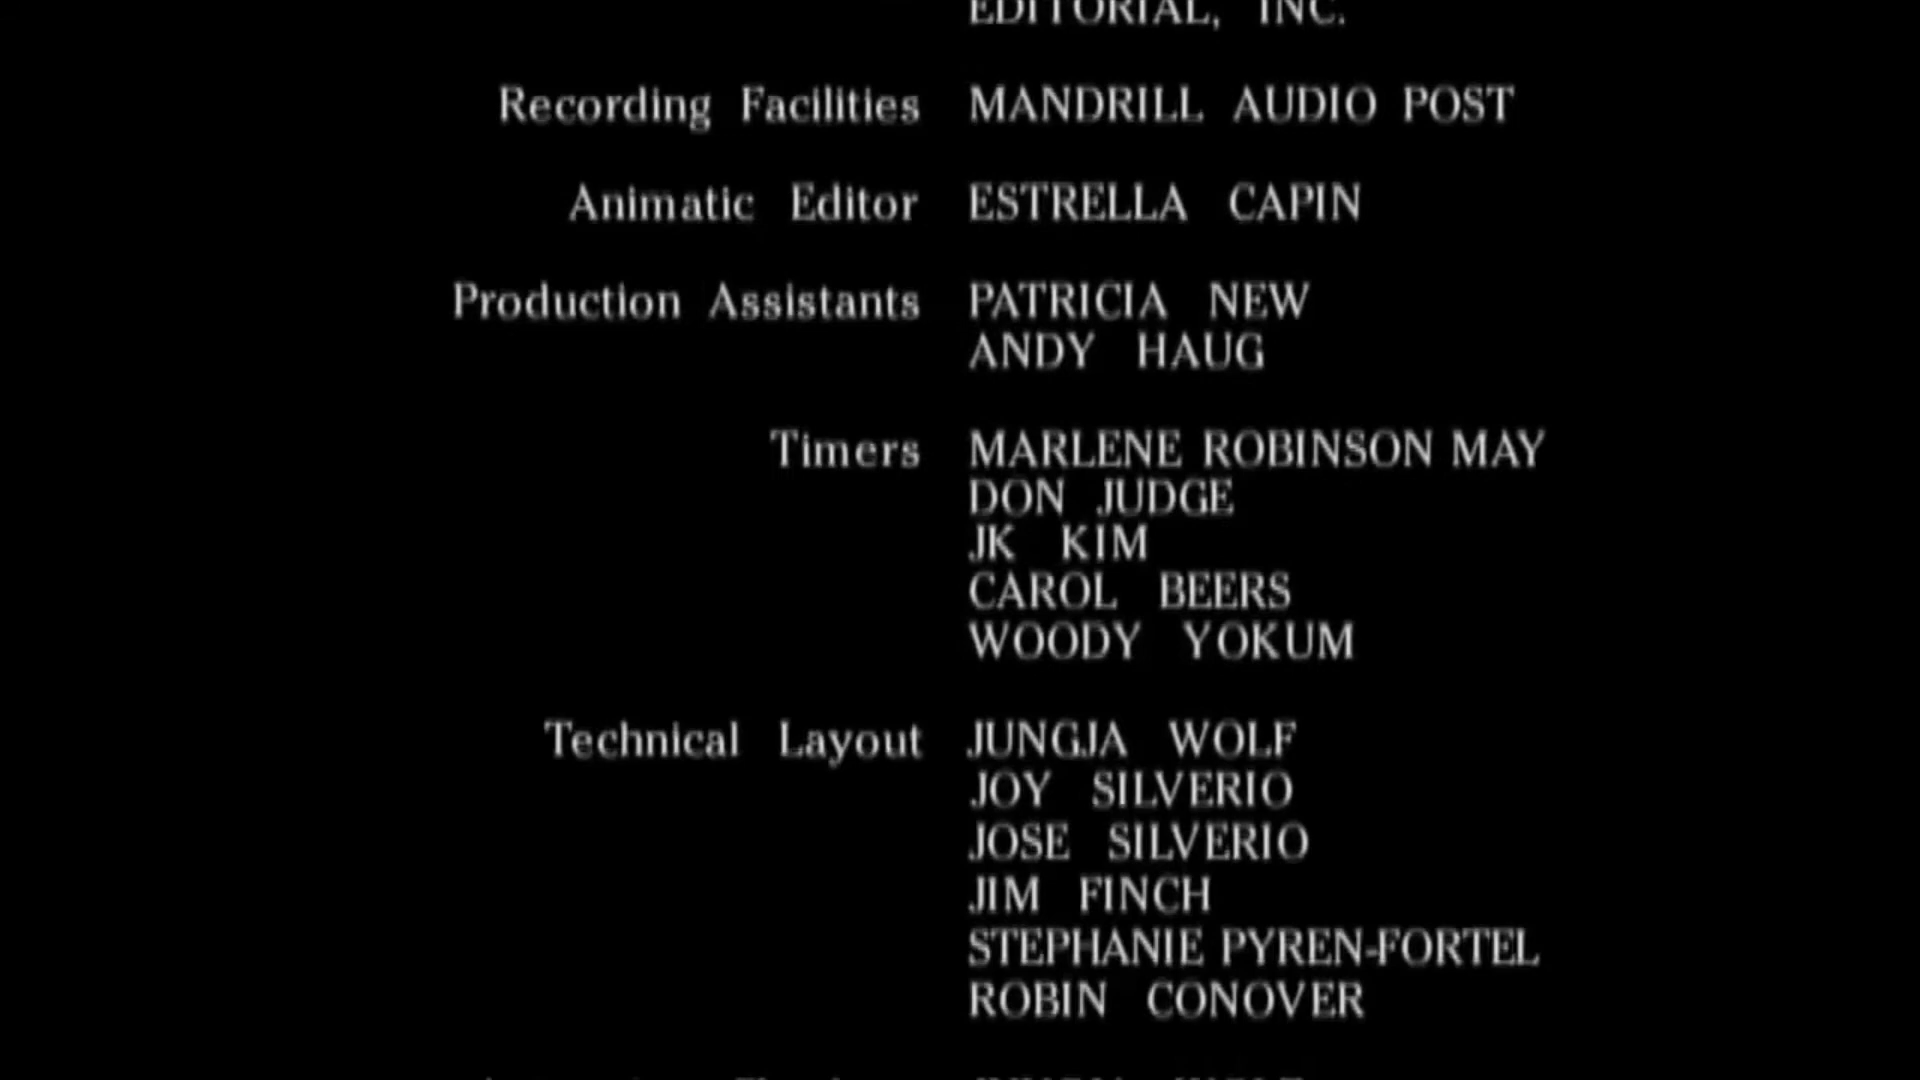 EDITORIAL, INC.
Recording Facilities MANDRILL AUDIO POST
Animatic Editor ESTRELLA CAPIN
Production Assistants PATRICIA NEW
ANDY HAUG
Timers MARLENE ROBINSON MAY
DON JUDGE
JK KIM
CAROL BEERS
WOODY YOKUM
Technical Layout JUNGJA WOLF
JOY SILVERIO
JOSE SILVERIO
JIM FINCH
STEPHANIE PYREN-FORTEL
ROBIN CONOVER